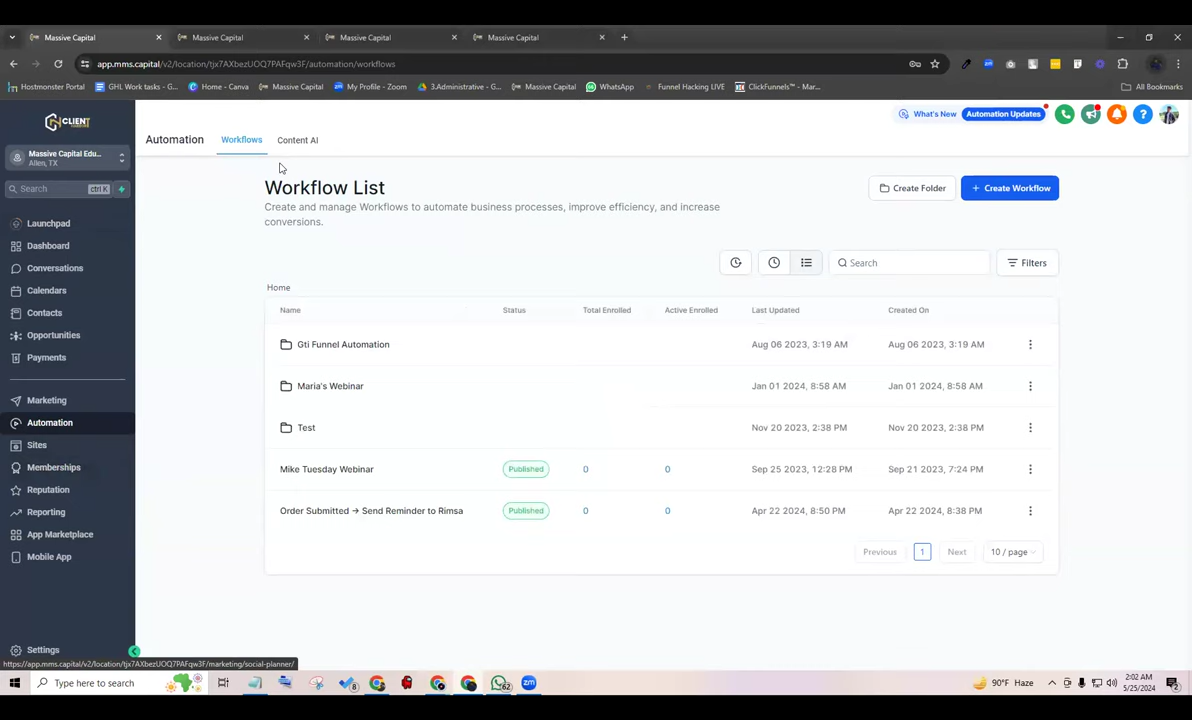 Massive Capital
Massive Capital
Massive Capital
Massive Capital
app.mms.capital/v2/location/tjx7AXbezUOQ7PAFqw3F/automation/workflows
Hostmonster Portal
GHL Work tasks - G...
Home - Canva
Massive Capital
My Profile - Zoom
3.Administrative - G...
Massive Capital
WhatsApp
Funnel Hacking LIVE
ClickFunnels™ - Mar...
All Bookmarks
CLIENT
Massive Capital Edu...
Allen, TX
Search
ctrl K
Launchpad
Dashboard
Conversations
Calendars
Contacts
Opportunities
Payments
Marketing
Automation
Sites
Memberships
Reputation
Reporting
App Marketplace
Mobile App
Settings
Automation
Workflows
Content AI
What's New
Automation Updates
Workflow List
Create and manage Workflows to automate business processes, improve efficiency, and increase
conversions.
Create Folder
+ Create Workflow
Search
Filters
Home
Name Status Total Enrolled Active Enrolled Last Updated Created On
Gti Funnel Automation Aug 06 2023, 3:19 AM Aug 06 2023, 3:19 AM
Maria's Webinar Jan 01 2024, 8:58 AM Jan 01 2024, 8:58 AM
Test Nov 20 2023, 2:38 PM Nov 20 2023, 2:38 PM
Mike Tuesday Webinar Published 0 0 Sep 25 2023, 12:28 PM Sep 21 2023, 7:24 PM
Order Submitted → Send Reminder to Rimsa Published 0 0 Apr 22 2024, 8:50 PM Apr 22 2024, 8:38 PM
Previous 1 Next 10 / page
https://app.mms.capital/v2/location/tjx7AXbezUOQ7PAFqw3F/marketing/social-planner/
Type here to search
8
62
zm
90°F Haze
2:02 AM
5/25/2024
2